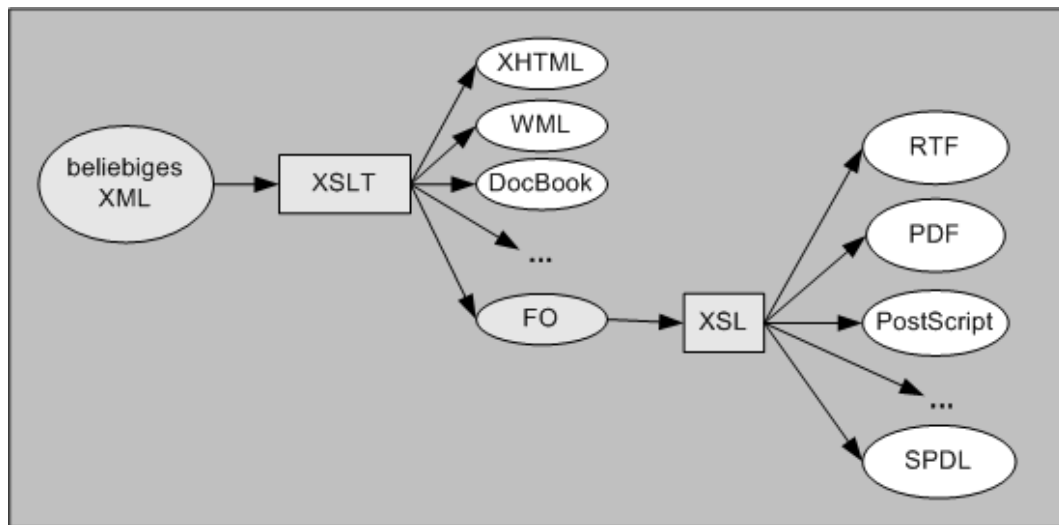 beliebiges
XML
XSLT
XHTML
WML
DocBook
...
FO
XSL
RTF
PDF
PostScript
...
SPDL